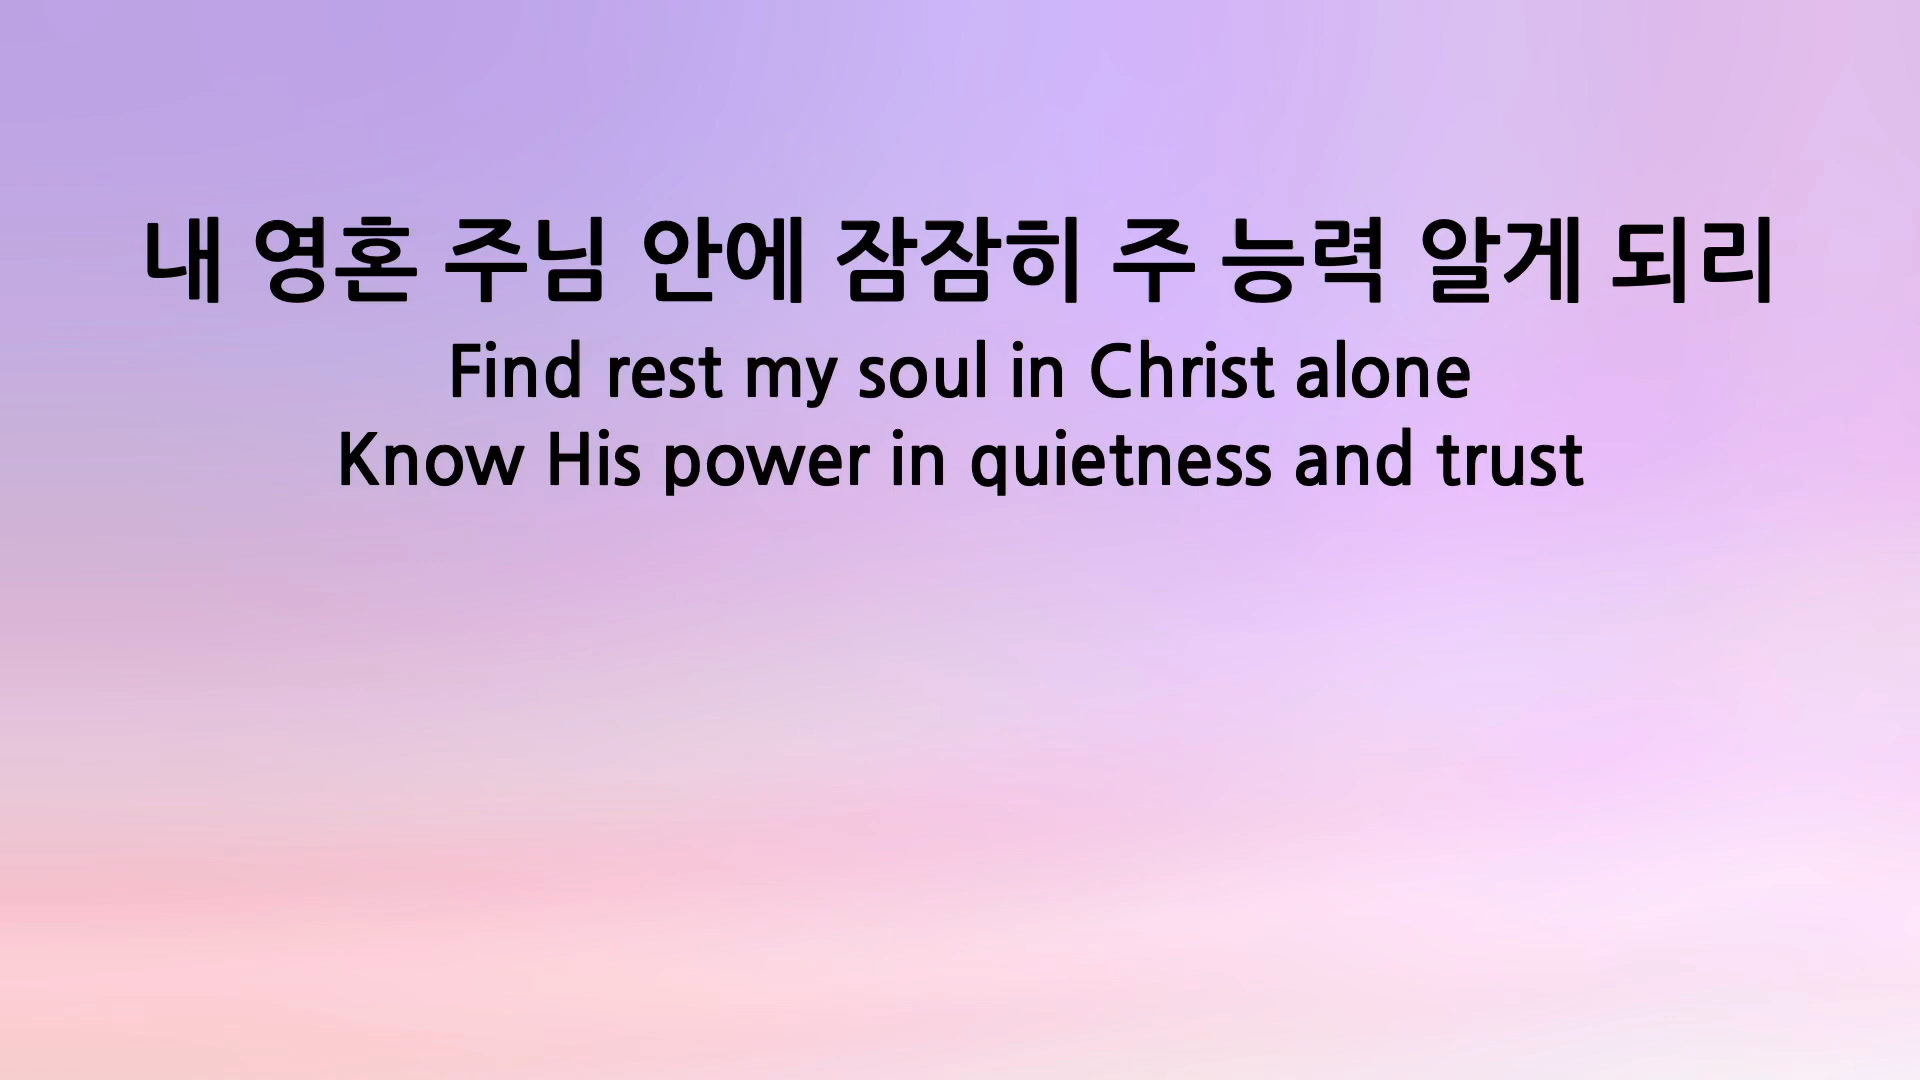 내 영혼 주님 안에 잠잠히 주 능력 알게 되리
Find rest my soul in Christ alone
Know His power in quietness and trust